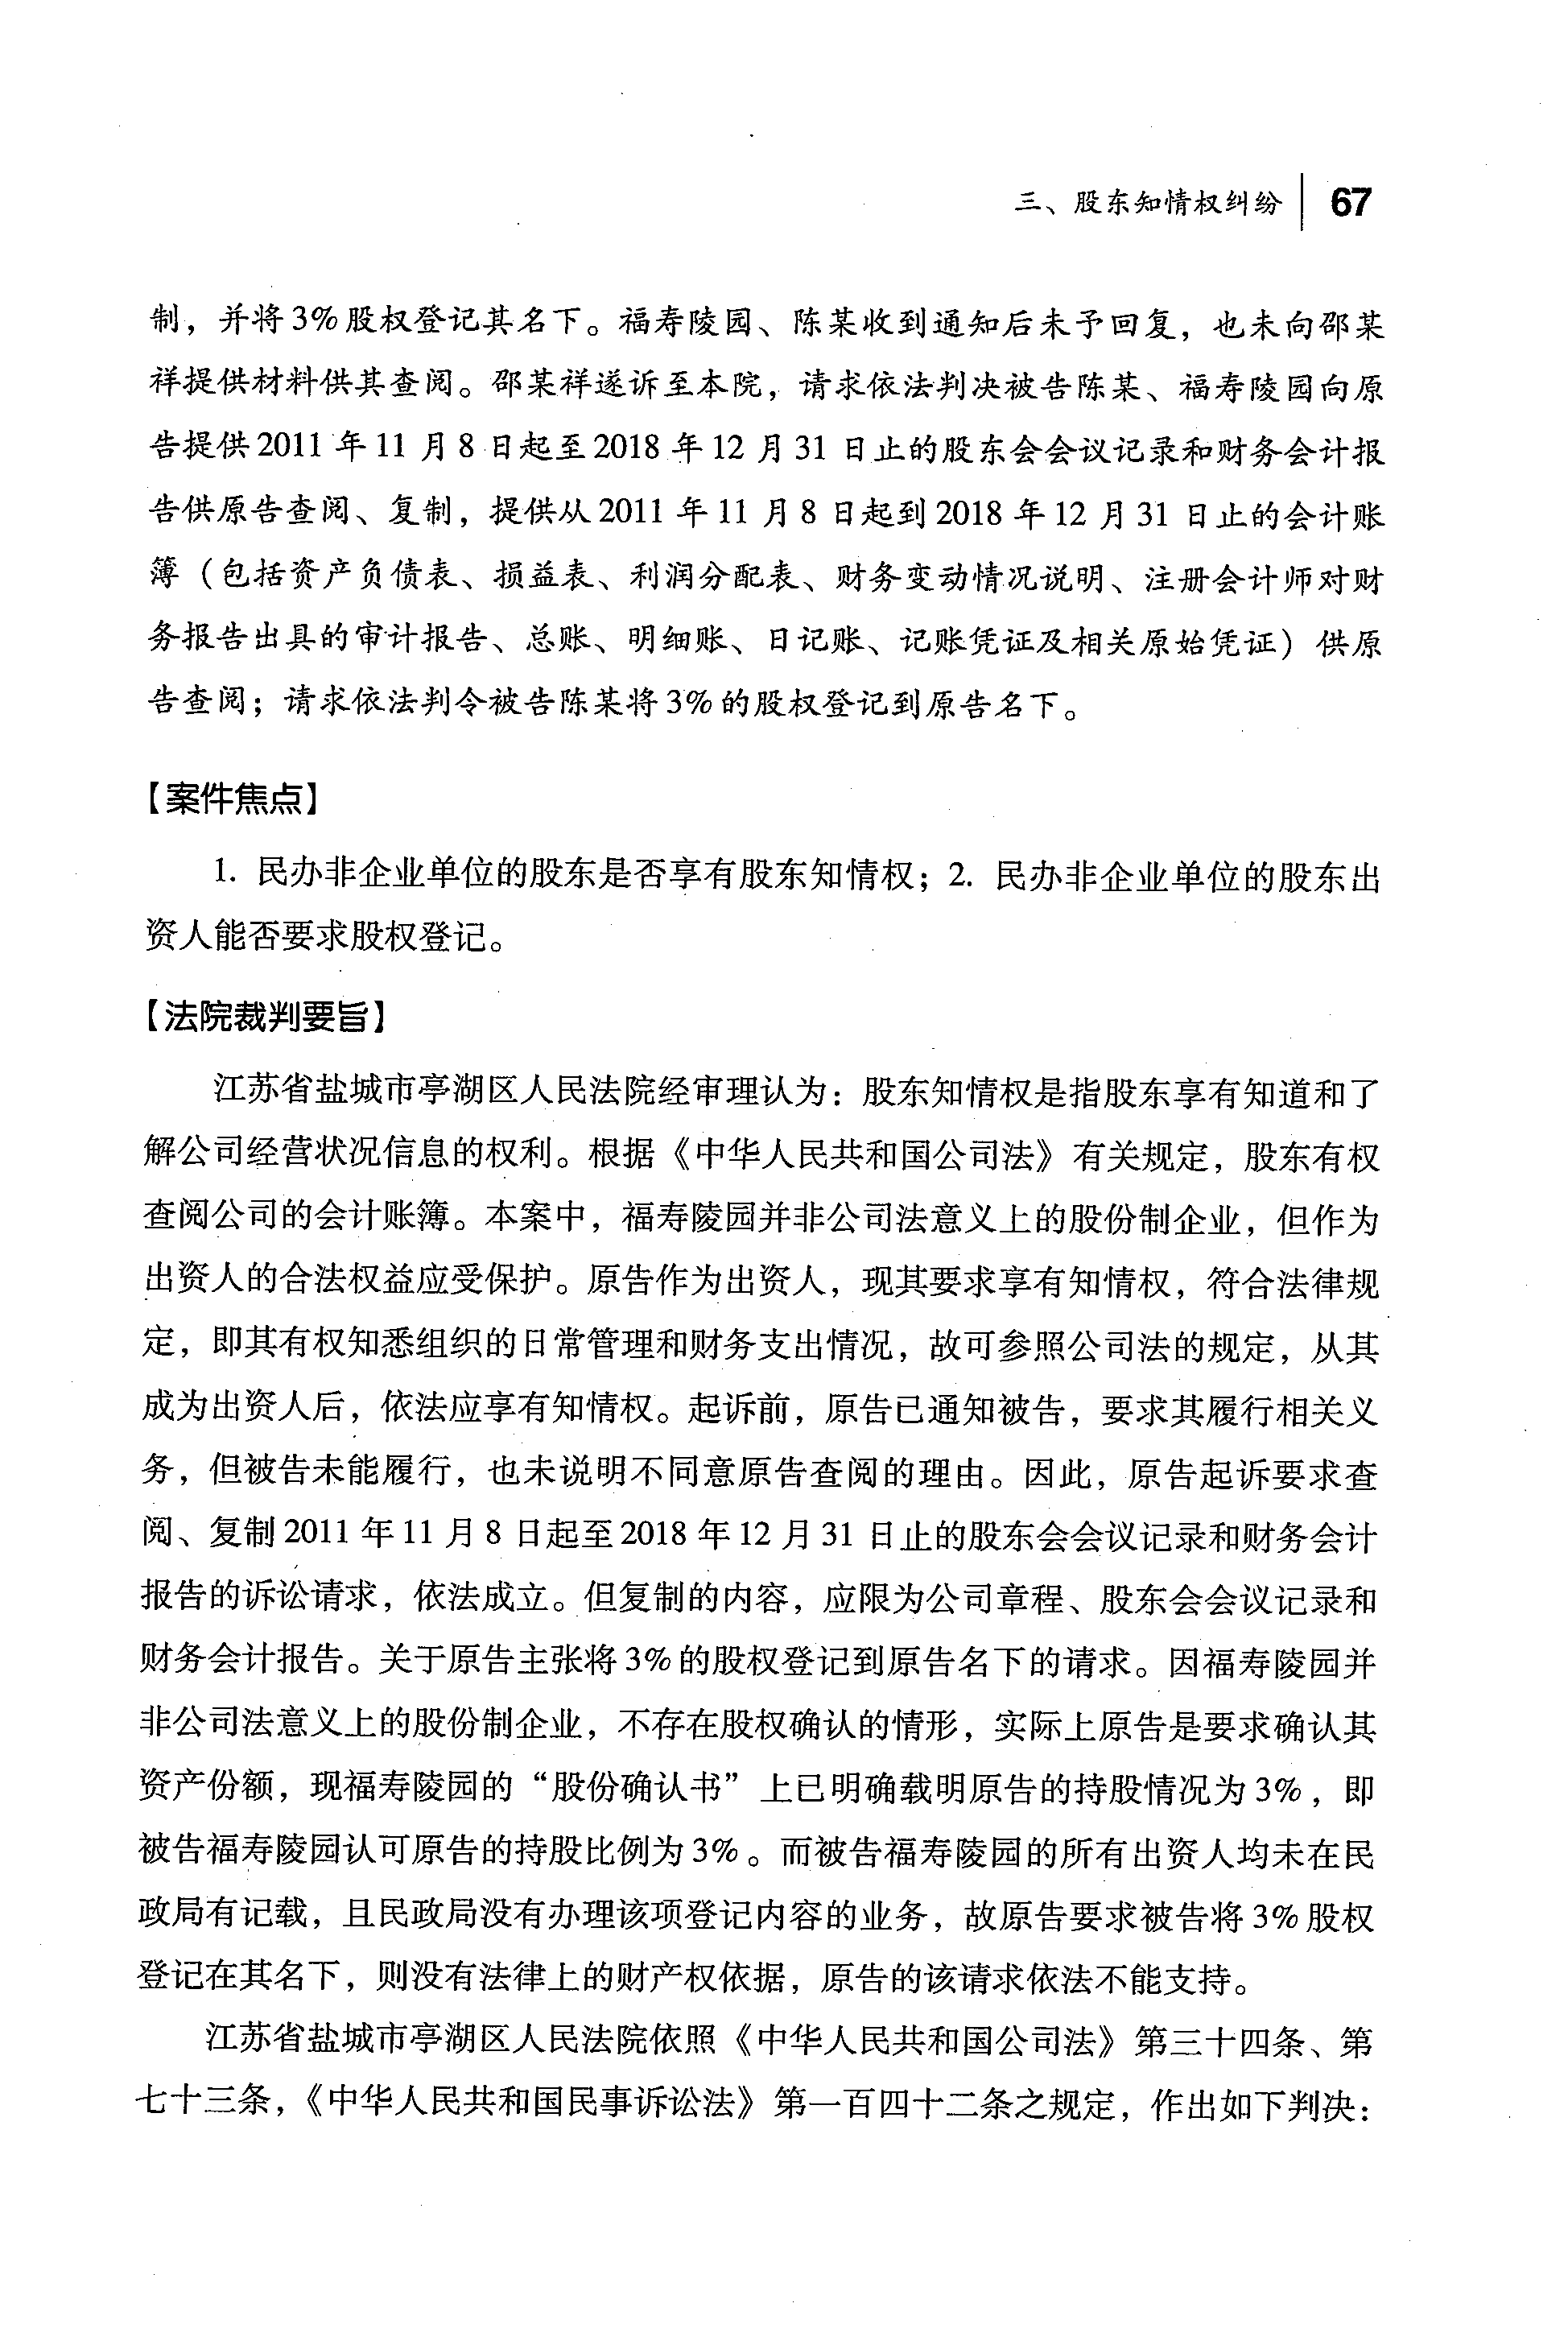 三、股东知情权纠纷 67
制，并将3%股权登记其名下。福寿陵园、陈某收到通知后未予回复，也未向邵某
祥提供材料供其查阅。邵某祥遂诉至本院，请求依法判决被告陈某、福寿陵园向原
告提供2011年11月8日起至2018年12月31日止的股东会会议记录和财务会计报
告供原告查阅、复制，提供从2011年11月8日起到2018年12月31日止的会计账
簿（包括资产负债表、损益表、利润分配表、财务变动情况说明、注册会计师对财
务报告出具的审计报告、总账、明细账、日记账、记账凭证及相关原始凭证）供原
告查阅；请求依法判令被告陈某将3%的股权登记到原告名下。
【案件焦点】
1. 民办非企业单位的股东是否享有股东知情权；2. 民办非企业单位的股东出
资人能否要求股权登记。
【法院裁判要旨】
江苏省盐城市亭湖区人民法院经审理认为：股东知情权是指股东享有知道和了
解公司经营状况信息的权利。根据《中华人民共和国公司法》有关规定，股东有权
查阅公司的会计账簿。本案中，福寿陵园并非公司法意义上的股份制企业，但作为
出资人的合法权益应受保护。原告作为出资人，现其要求享有知情权，符合法律规
定，即其有权知悉组织的日常管理和财务支出情况，故可参照公司法的规定，从其
成为出资人后，依法应享有知情权。起诉前，原告已通知被告，要求其履行相关义
务，但被告未能履行，也未说明不同意原告查阅的理由。因此，原告起诉要求查
阅、复制2011年11月8日起至2018年12月31日止的股东会会议记录和财务会计
报告的诉讼请求，依法成立。但复制的内容，应限为公司章程、股东会会议记录和
财务会计报告。关于原告主张将3%的股权登记到原告名下的请求。因福寿陵园并
非公司法意义上的股份制企业，不存在股权确认的情形，实际上原告是要求确认其
资产份额，现福寿陵园的“股份确认书”上已明确载明原告的持股情况为3%，即
被告福寿陵园认可原告的持股比例为3%。而被告福寿陵园的所有出资人均未在民
政局有记载，且民政局没有办理该项登记内容的业务，故原告要求被告将3%股权
登记在其名下，则没有法律上的财产权依据，原告的该请求依法不能支持。
江苏省盐城市亭湖区人民法院依照《中华人民共和国公司法》第三十四条、第
七十三条，《中华人民共和国民事诉讼法》第一百四十二条之规定，作出如下判决：